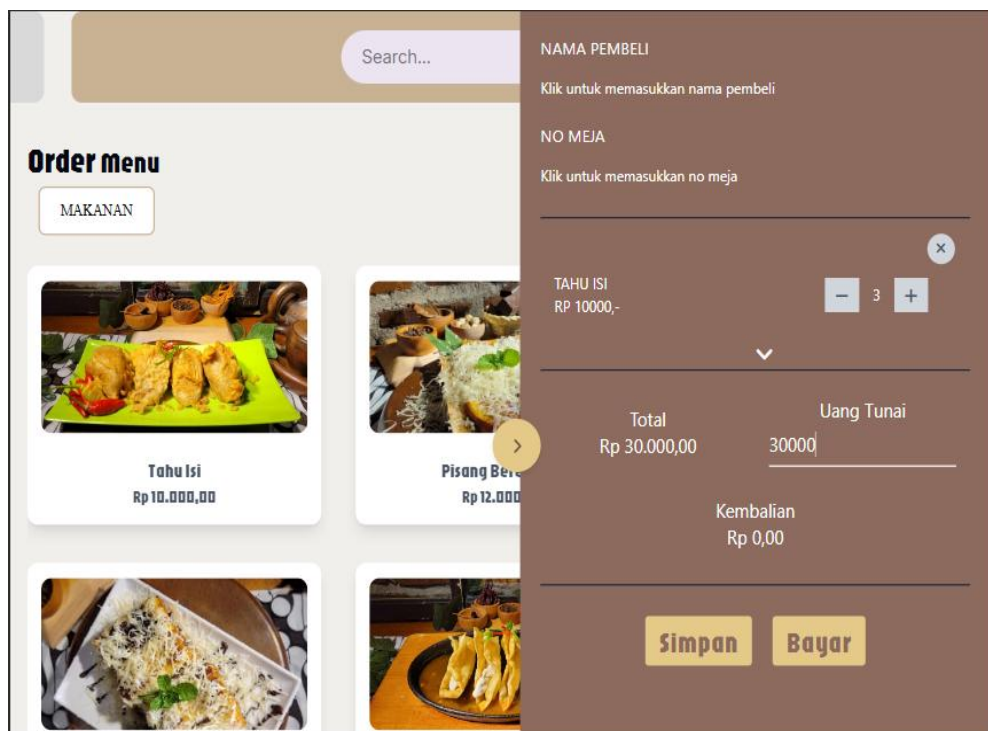 Search...
Order Menu
MAKANAN
Tahu Isi
Rp 10.000,00
Pisang
Rp 12.000
NAMA PEMBELI
Klik untuk memasukkan nama pembeli
NO MEJA
Klik untuk memasukkan no meja
TAHU ISI
RP 10000,-
3
Total
Rp 30.000,00
Uang Tunai
30000
Kembalian
Rp 0,00
Simpan
Bayar